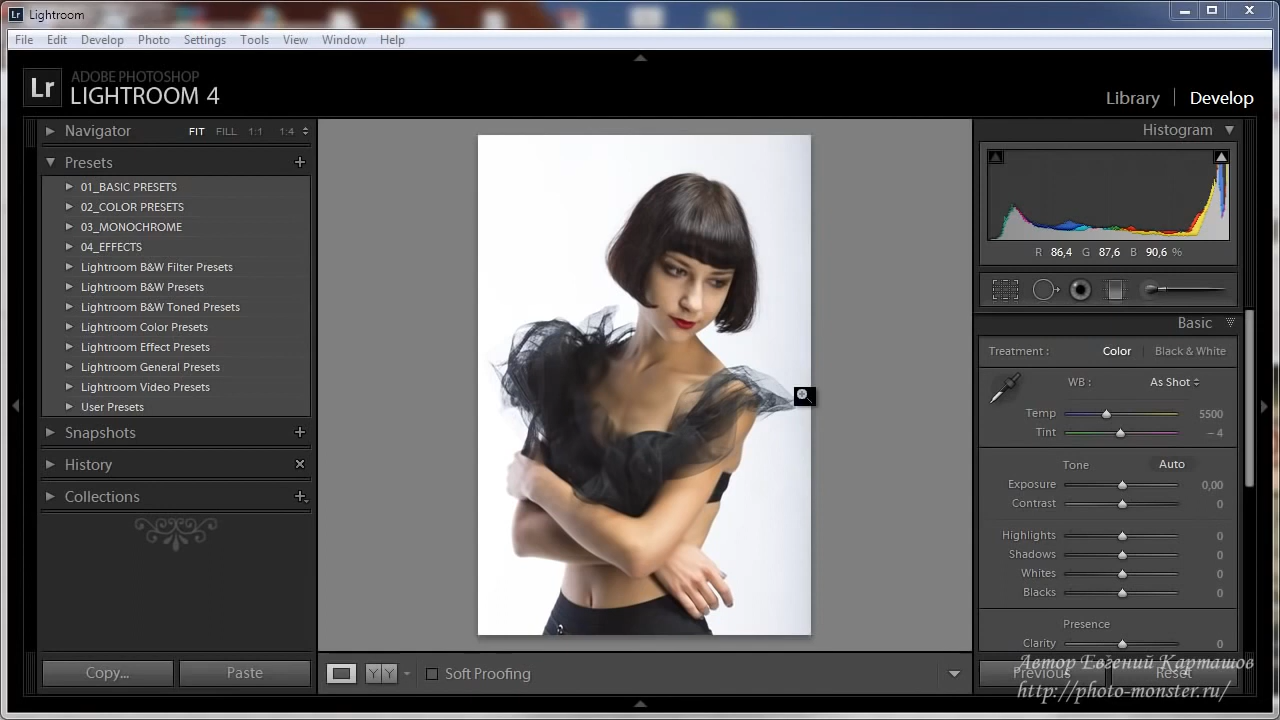 Lightroom
File Edit Develop Photo Settings Tools View Window Help
Lr
ADOBE PHOTOSHOP
LIGHTROOM 4
Library | Develop
Navigator FIT FILL 1:1 1:4
Presets
01_BASIC PRESETS
02_COLOR PRESETS
03_MONOCHROME
04_EFFECTS
Lightroom B&W Filter Presets
Lightroom B&W Presets
Lightroom B&W Toned Presets
Lightroom Color Presets
Lightroom Effect Presets
Lightroom General Presets
Lightroom Video Presets
User Presets
Snapshots
History
Collections
Copy... Paste
Soft Proofing
Histogram
R 86,4 G 87,6 B 90,6 %
Basic
Treatment : Color Black & White
WB : As Shot
Temp 5500
Tint – 4
Tone Auto
Exposure 0,00
Contrast 0
Highlights 0
Shadows 0
Whites 0
Blacks 0
Presence
Clarity 0
Previous Reset
Автор Евгений Карташов
http://photo-monster.ru/